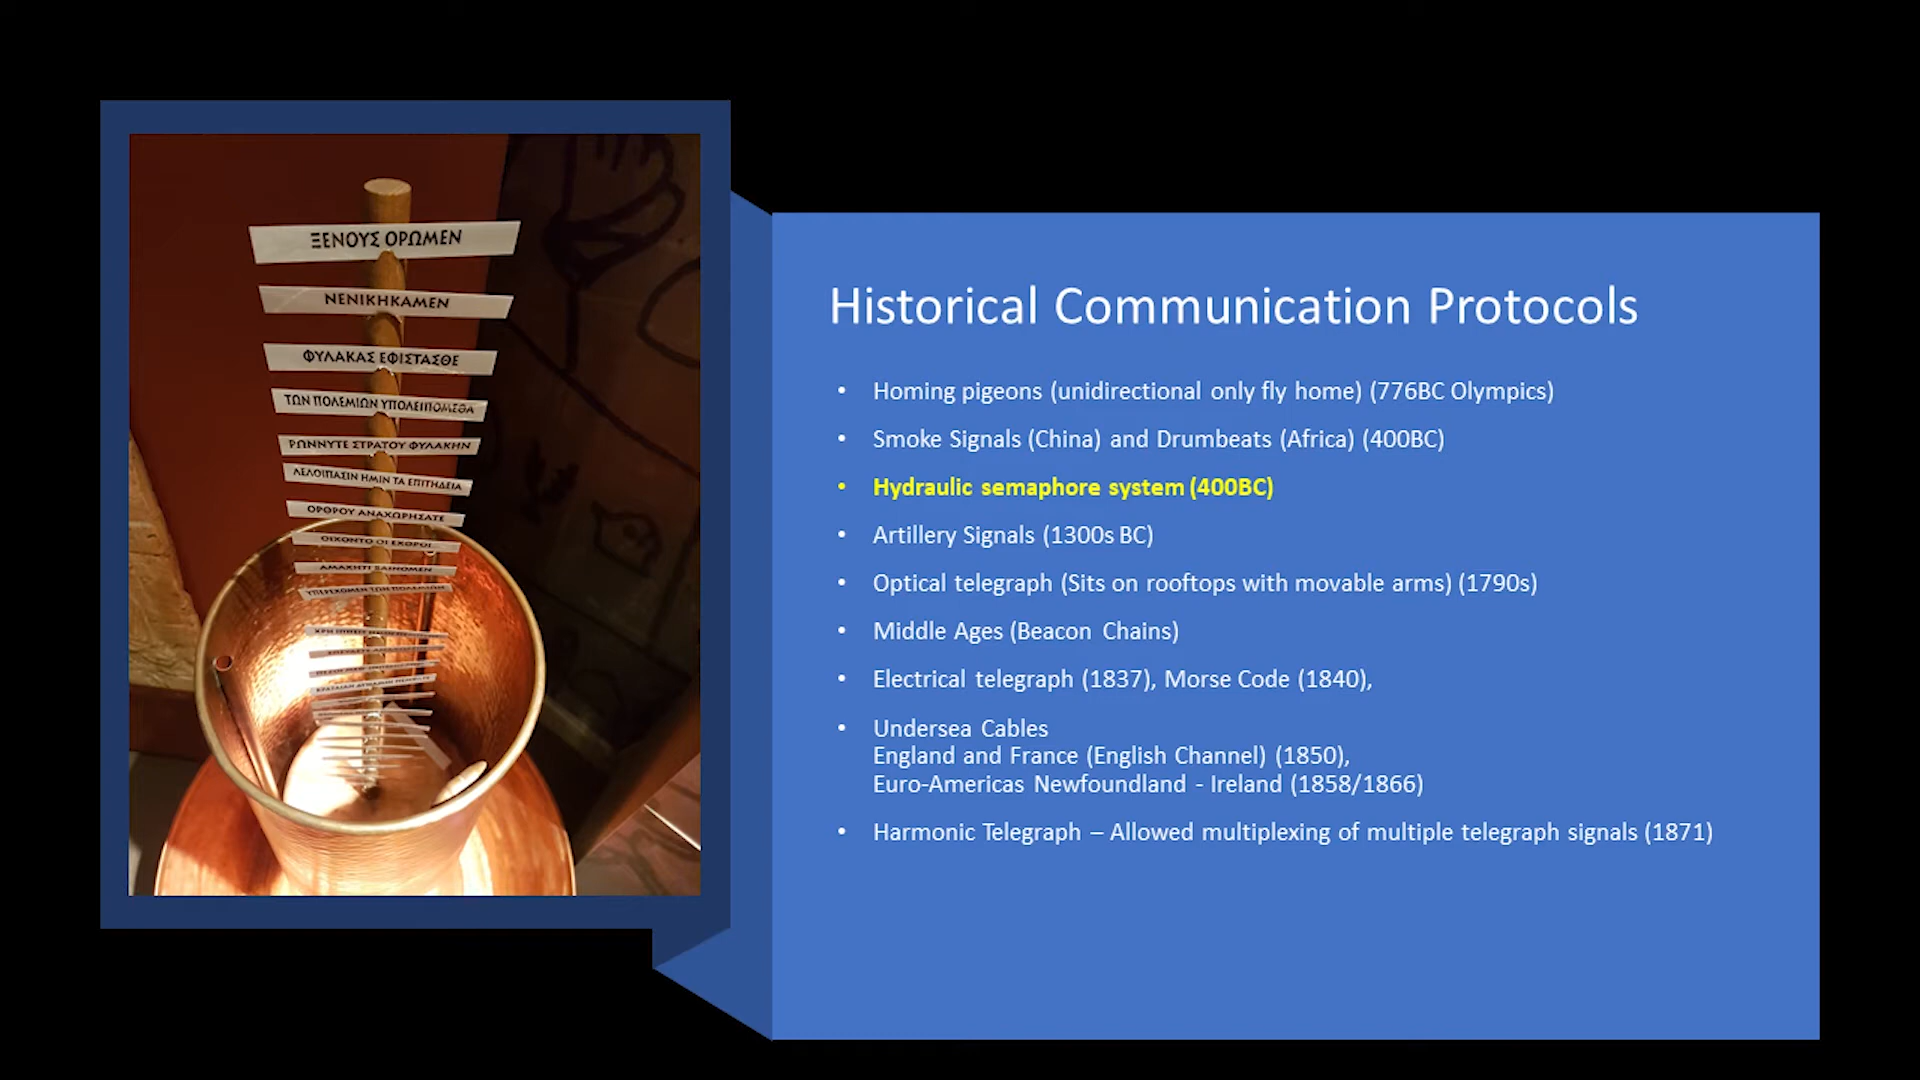 ΞΕΝΟΥΣ ΟΡΩΜΕΝ
ΝΕΝΙΚΗΚΑΜΕΝ
ΦΥΛΑΚΑΣ ΕΦΙΣΤΑΣΘΕ
ΤΩΝ ΠΟΛΕΜΙΩΝ ΥΠΟΛΕΙΠΟΜΕΘΑ
ΡΩΝΝΥΤΕ ΣΤΡΑΤΟΥ ΦΥΛΑΚΗΝ
ΛΕΛΟΙΠΑΣΙΝ ΗΜΙΝ ΤΑ ΕΠΙΤΗΔΕΙΑ
ΟΡΘΡΟΥ ΑΝΑΧΩΡΗΣΑΤΕ
ΟΙΧΟΝΤΟ ΟΙ ΕΧΘΡΟΙ
ΑΜΑΧΗΤΙ ΒΑΙΝΟΜΕΝ
ΥΠΕΡΕΧΟΜΕΝ ΤΩΝ ΠΟΛΕΜΙΩΝ
Historical Communication Protocols
• Homing pigeons (unidirectional only fly home) (776BC Olympics)
• Smoke Signals (China) and Drumbeats (Africa) (400BC)
• Hydraulic semaphore system (400BC)
• Artillery Signals (1300s BC)
• Optical telegraph (Sits on rooftops with movable arms) (1790s)
• Middle Ages (Beacon Chains)
• Electrical telegraph (1837), Morse Code (1840),
• Undersea Cables
England and France (English Channel) (1850),
Euro-Americas Newfoundland - Ireland (1858/1866)
• Harmonic Telegraph – Allowed multiplexing of multiple telegraph signals (1871)